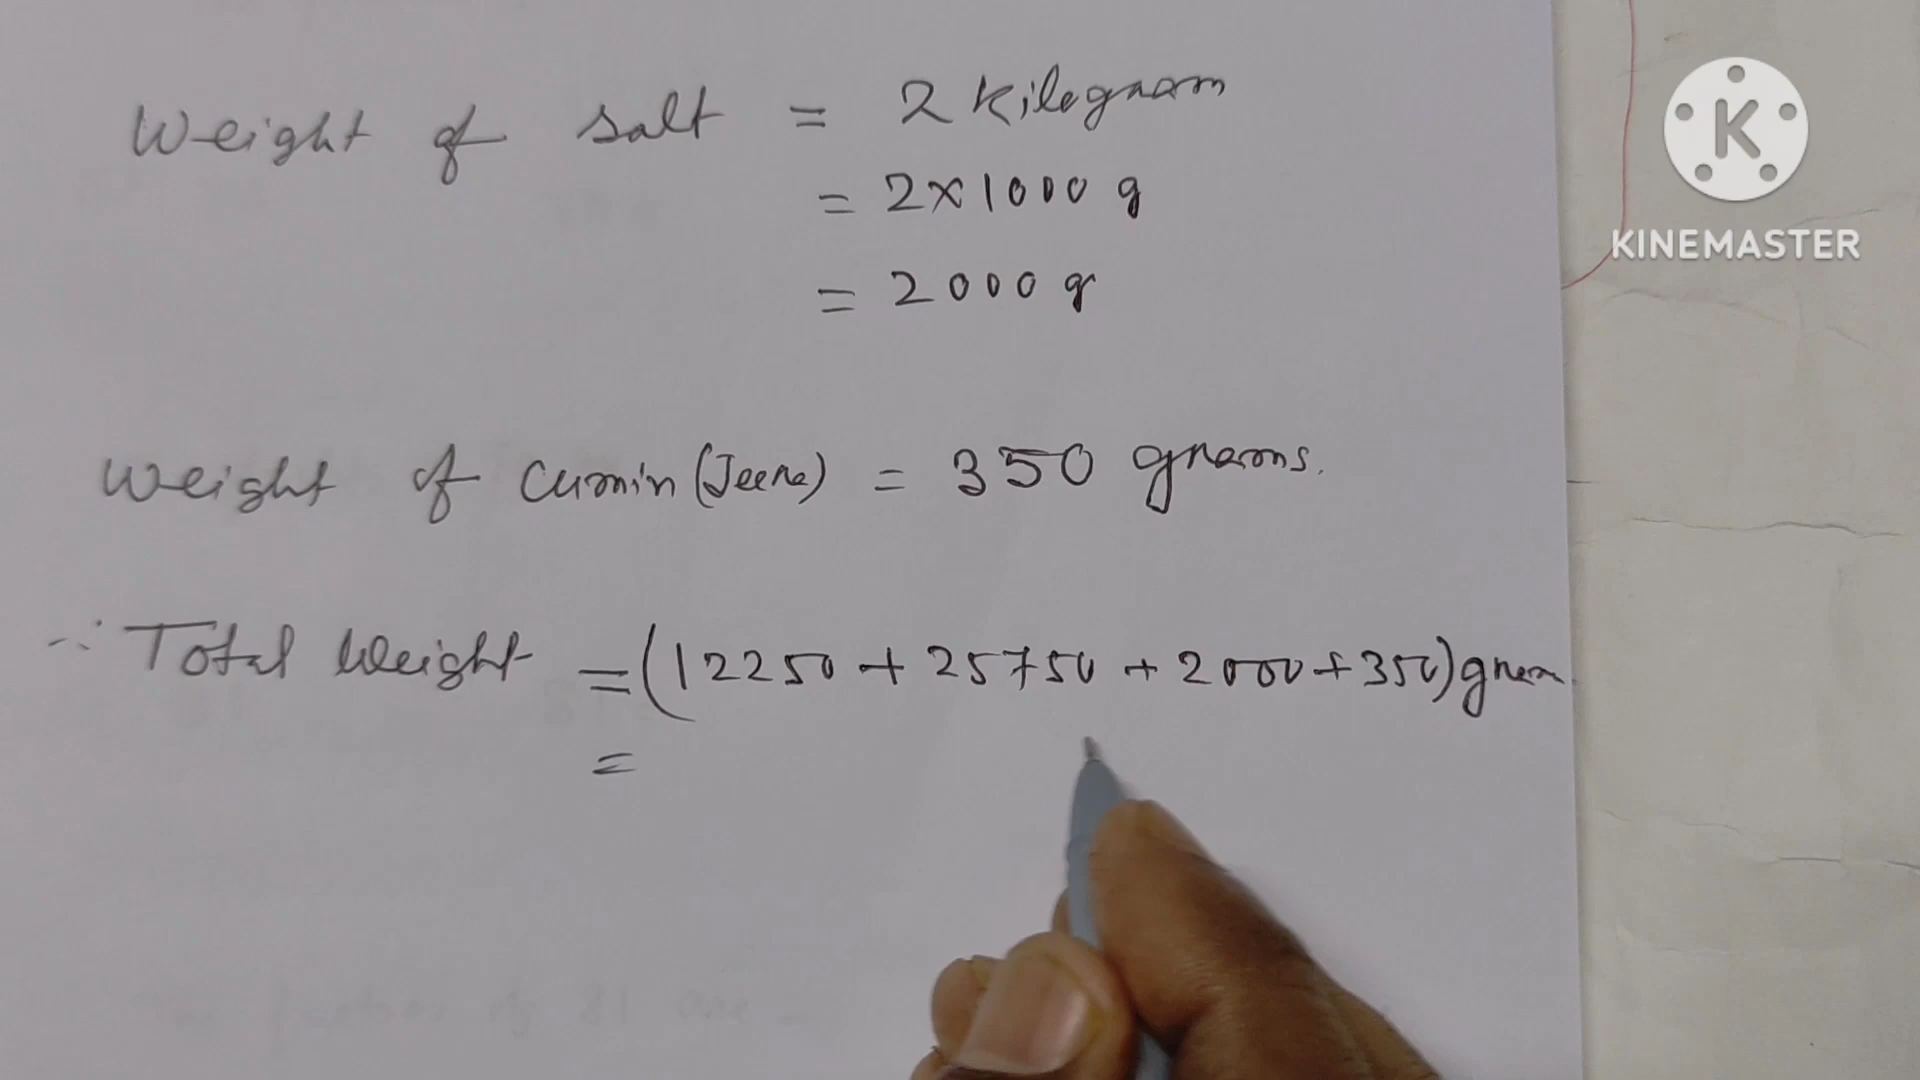 Weight of salt = 2 Kilogram
= 2×1000 g
= 2000 g
K
KINEMASTER
Weight of Cumin (Jeera) = 350 grams.
∴ Total Weight = (12250 + 25750 + 2000 + 350) gram
=